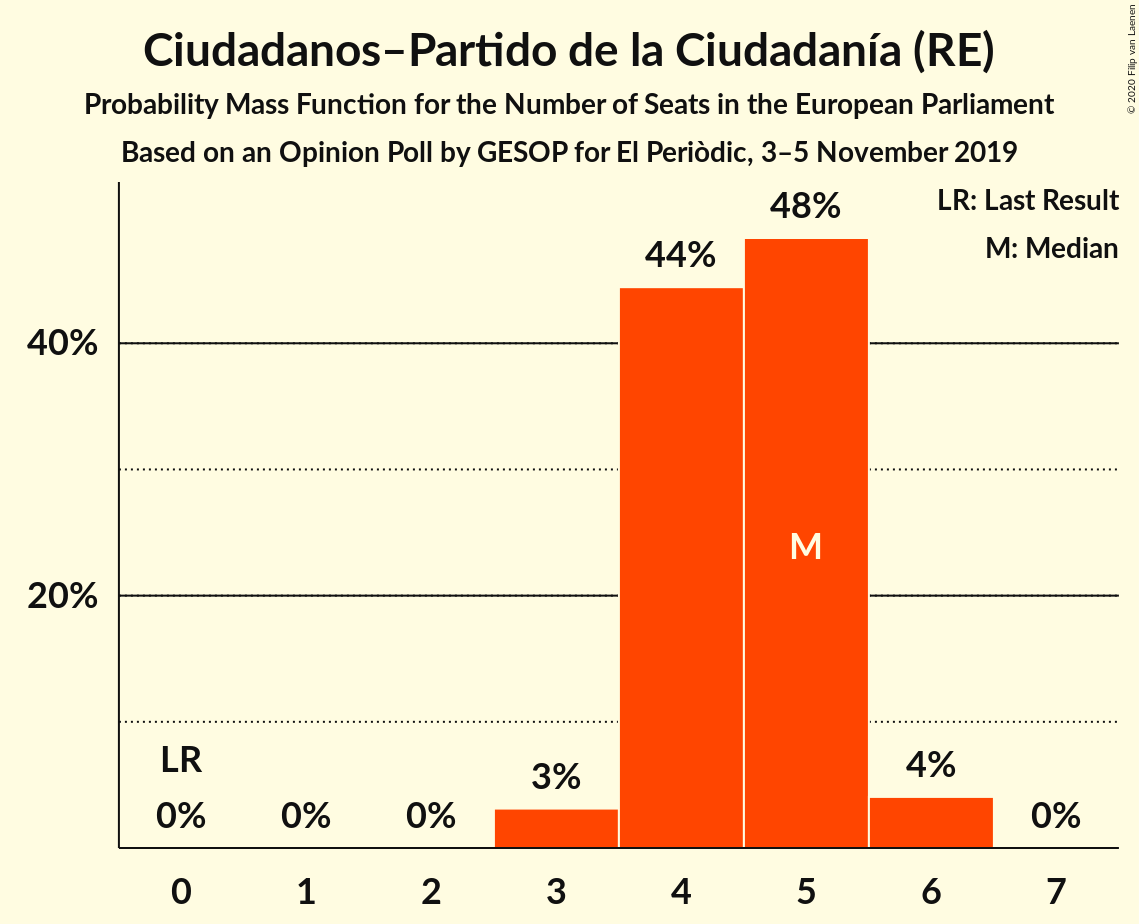 Ciudadanos–Partido de la Ciudadanía (RE)
Probability Mass Function for the Number of Seats in the European Parliament
Based on an Opinion Poll by GESOP for El Periòdic, 3–5 November 2019
© 2020 Filip van Laenen
LR: Last Result
M: Median
48%
44%
40%
M
20%
LR
3%
4%
0% 0% 0% 0%
0 1 2 3 4 5 6 7